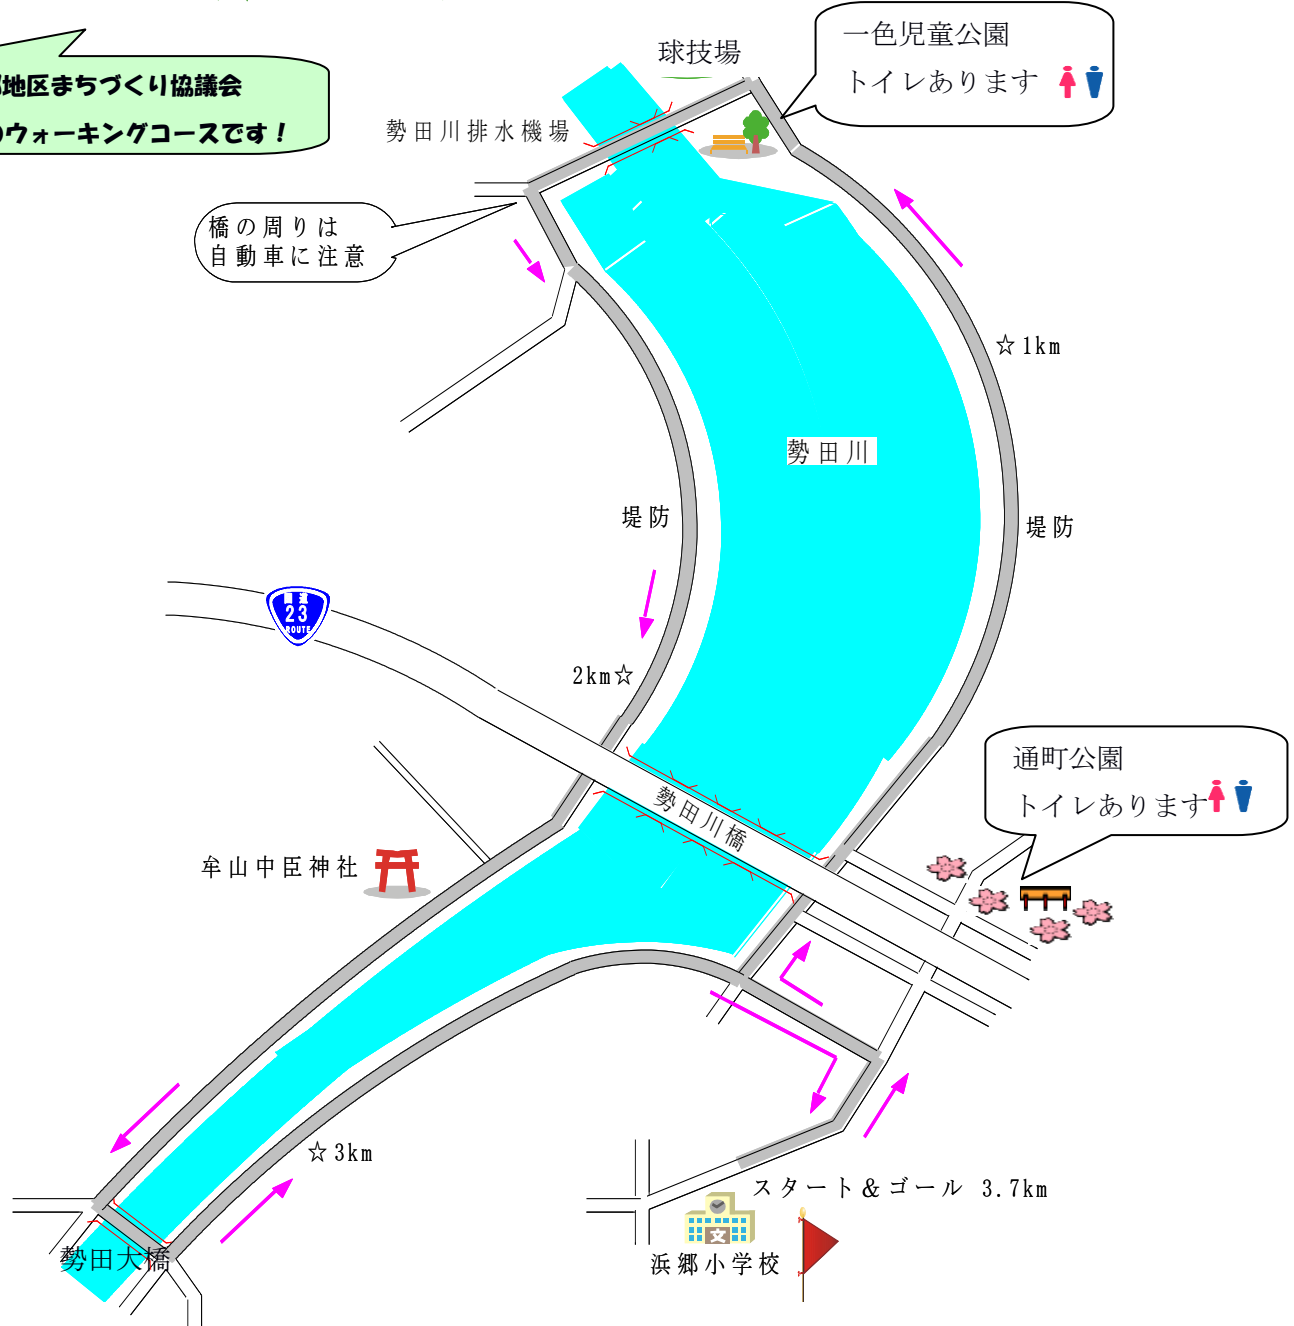 地区まちづくり協議会
ウォーキングコースです！
球技場
一色児童公園
トイレあります
勢田川排水機場
橋の周りは
自動車に注意
☆1km
勢田川
堤防
堤防
国道
23
ROUTE
2km☆
勢田川橋
通町公園
トイレあります
牟山中臣神社
☆3km
スタート＆ゴール 3.7km
文
浜郷小学校
勢田大橋